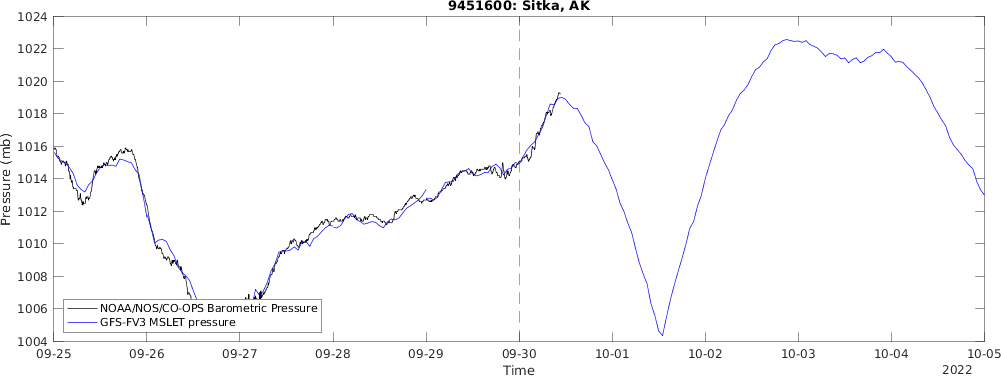 9451600: Sitka, AK
1024
1022
1020
1018
1016
1014
1012
1010
1008
1006
1004
Pressure (mb)
NOAA/NOS/CO-OPS Barometric Pressure
GFS-FV3 MSLET pressure
09-25 09-26 09-27 09-28 09-29 09-30 10-01 10-02 10-03 10-04 10-05
Time
2022